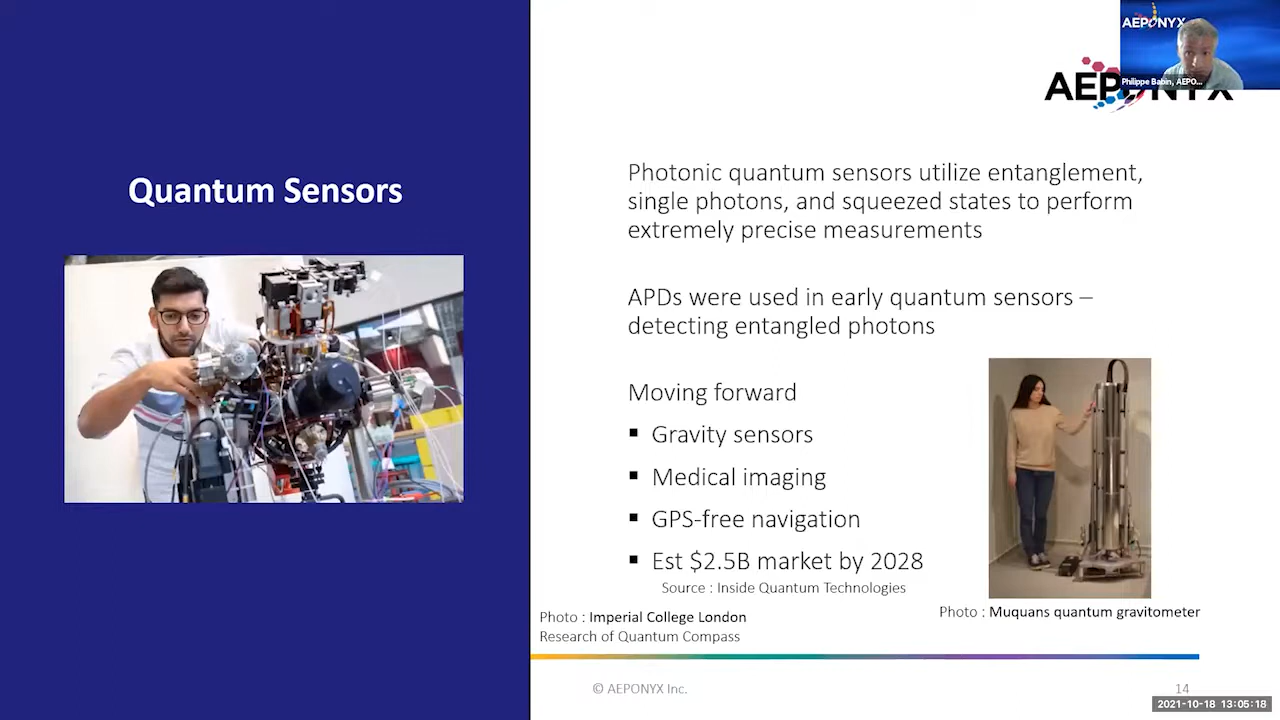 AEPONYX
Philippe Babin, AEPO...
AEPONYX
Quantum Sensors
Photonic quantum sensors utilize entanglement,
single photons, and squeezed states to perform
extremely precise measurements
APDs were used in early quantum sensors –
detecting entangled photons
Moving forward
▪ Gravity sensors
▪ Medical imaging
▪ GPS-free navigation
▪ Est $2.5B market by 2028
Source : Inside Quantum Technologies
Photo : Muquans quantum gravitometer
Photo : Imperial College London
Research of Quantum Compass
© AEPONYX Inc.
14
2021-10-18 13:05:18